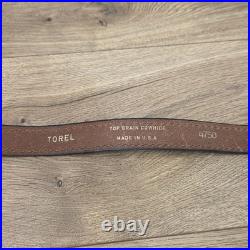 TOREL
TOP GRAIN COWHIDE
MADE IN U.S.A
4750